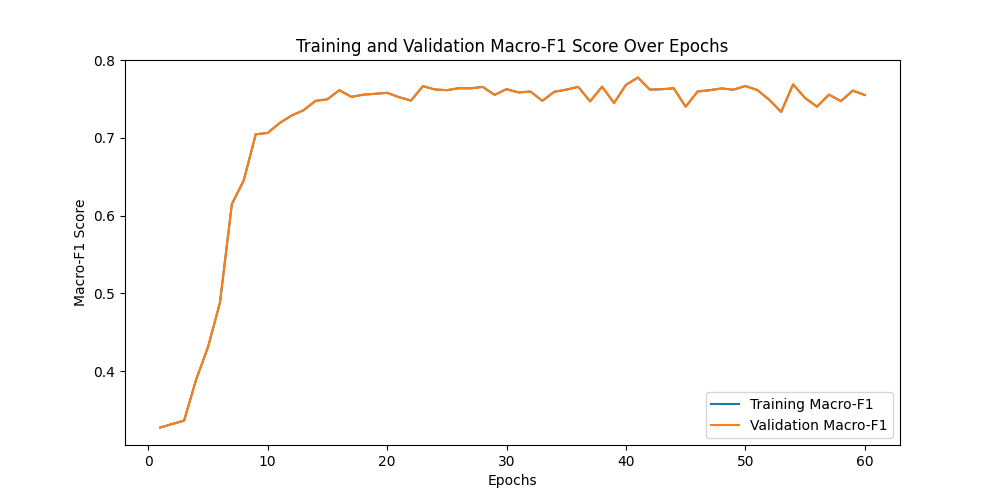 Training and Validation Macro-F1 Score Over Epochs
0.8
0.7
0.6
0.5
0.4
Macro-F1 Score
0 10 20 30 40 50 60
Epochs
Training Macro-F1
Validation Macro-F1